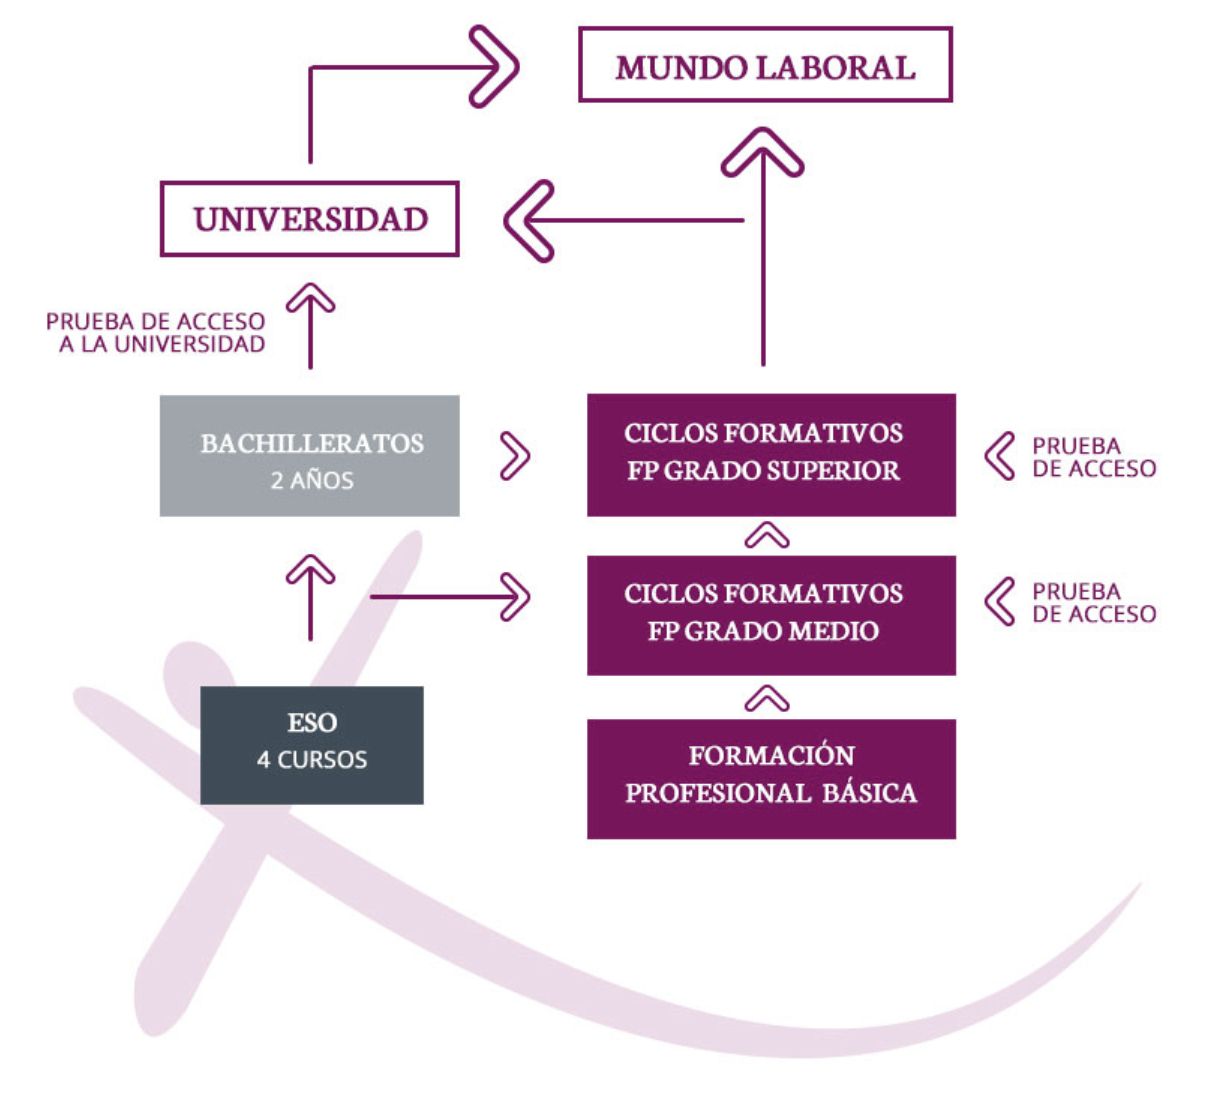 MUNDO LABORAL
UNIVERSIDAD
PRUEBA DE ACCESO
A LA UNIVERSIDAD
BACHILLERATOS
2 AÑOS
CICLOS FORMATIVOS
FP GRADO SUPERIOR
PRUEBA
DE ACCESO
CICLOS FORMATIVOS
FP GRADO MEDIO
PRUEBA
DE ACCESO
ESO
4 CURSOS
FORMACIÓN
PROFESIONAL BÁSICA